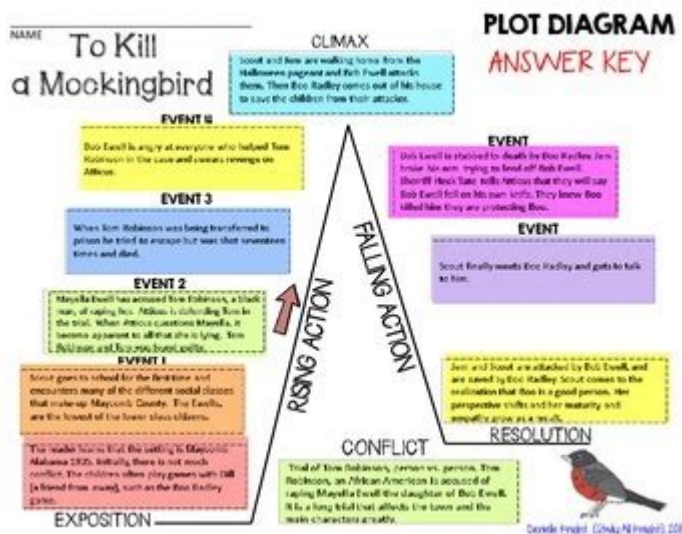 NAME
To Kill
a Mockingbird
PLOT DIAGRAM
ANSWER KEY
CLIMAX
Scout and Jem are walking home from the
Halloween pageant and Bob Ewell attacks
them. Then Boo Radley comes out of his house
to save the children from their attacker.
EVENT 4
Bob Ewell is angry at everyone who helped Tom
Robinson in the case and swears revenge on
Atticus.
EVENT 3
When Tom Robinson was being transferred to
prison he tried to escape but was shot seventeen
times and died.
EVENT 2
Mayella Ewell has accused Tom Robinson, a black
man, of raping her. Atticus is defending Tom in
the trial. When Atticus questions Mayella, it
become apparent to all that she is lying. Tom
Robinson and Tom was found guilty.
EVENT 1
Scout goes to school for the first time and
encounters many of the different social classes
that make-up Maycomb County. The Ewells,
are the lowest of the lower class citizens.
The reader learns that the setting is Maycomb
Alabama 1935. Initially, there is not much
conflict. The children often play games with Dill
(a friend from away), such as the Boo Radley
game.
EXPOSITION
RISING ACTION
FALLING ACTION
EVENT
Bob Ewell is stabbed to death by Boo Radley. Jem
broke his arm trying to fend off Bob Ewell.
Sherriff Heck Tate tells Atticus that they will say
Bob Ewell fell on his own knife. They knew Boo
killed him they are protecting Boo.
EVENT
Scout finally meets Boo Radley and gets to talk
to him.
Jem and Scout are attacked by Bob Ewell, and
are saved by Boo Radley. Scout comes to the
realization that Boo is a good person. Her
perspective shifts and her maturity and
empathy grow as a result.
RESOLUTION
CONFLICT
Trial of Tom Robinson, person vs. person. Tom
Robinson, an African American is accused of
raping Mayella Ewell the daughter of Bob Ewell.
It is a long trial that affects the town and the
main characters greatly.
Danielle Knight (Study All Knight)